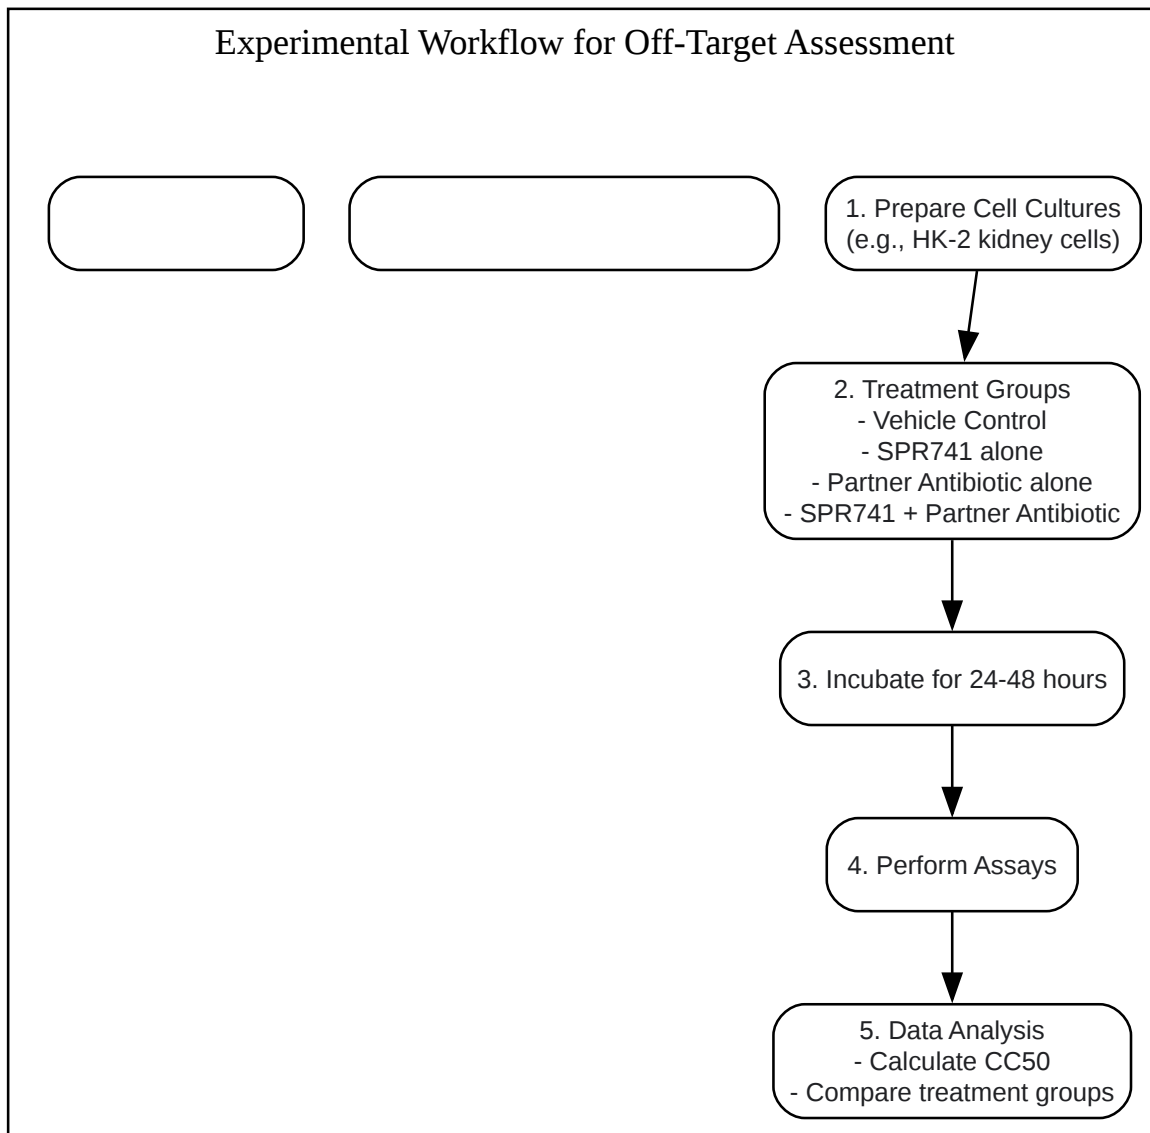 Experimental Workflow for Off-Target Assessment
1. Prepare Cell Cultures
(e.g., HK-2 kidney cells)
2. Treatment Groups
- Vehicle Control
- SPR741 alone
- Partner Antibiotic alone
- SPR741 + Partner Antibiotic
3. Incubate for 24-48 hours
4. Perform Assays
5. Data Analysis
- Calculate CC50
- Compare treatment groups